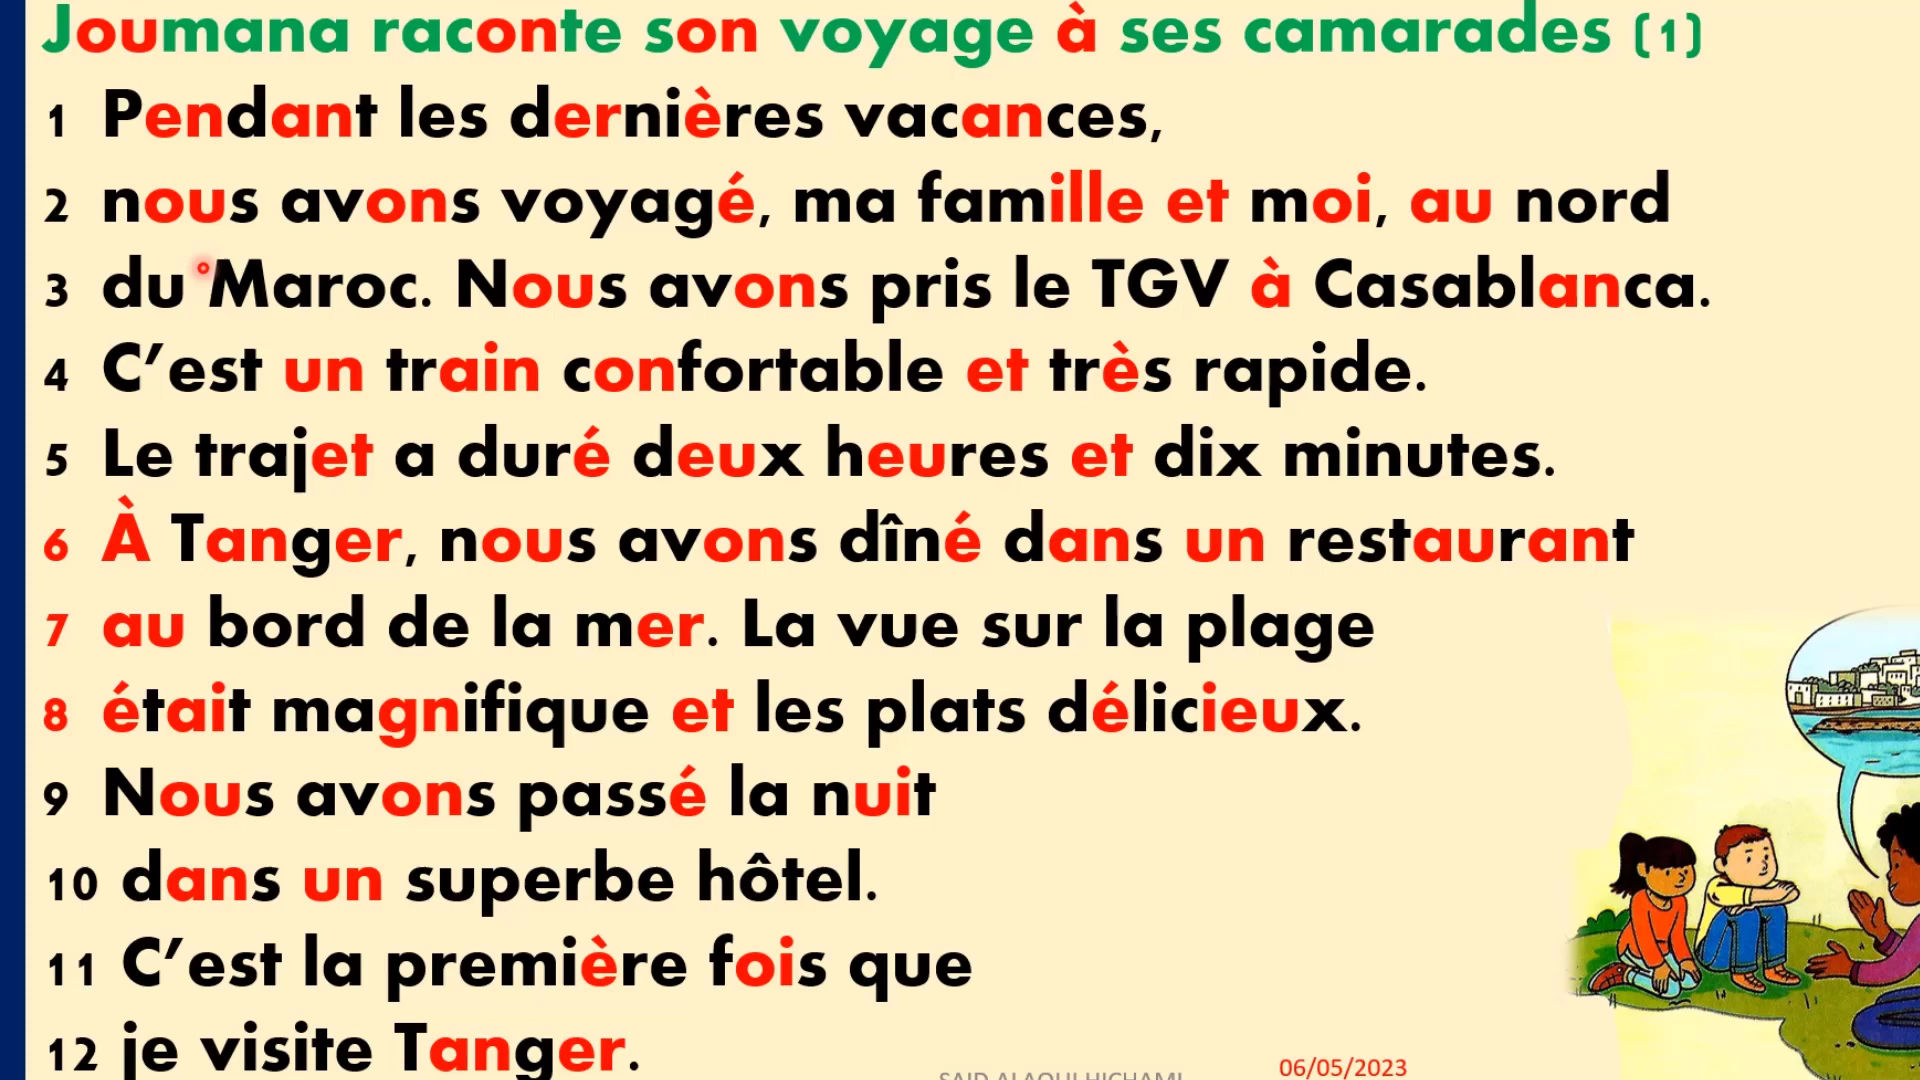 Joumana raconte son voyage à ses camarades (1)
1 Pendant les dernières vacances,
2 nous avons voyagé, ma famille et moi, au nord
3 du Maroc. Nous avons pris le TGV à Casablanca.
4 C’est un train confortable et très rapide.
5 Le trajet a duré deux heures et dix minutes.
6 À Tanger, nous avons dîné dans un restaurant
7 au bord de la mer. La vue sur la plage
8 était magnifique et les plats délicieux.
9 Nous avons passé la nuit
10 dans un superbe hôtel.
11 C’est la première fois que
12 je visite Tanger.
SAID ALAOUI HICHAMI
06/05/2023